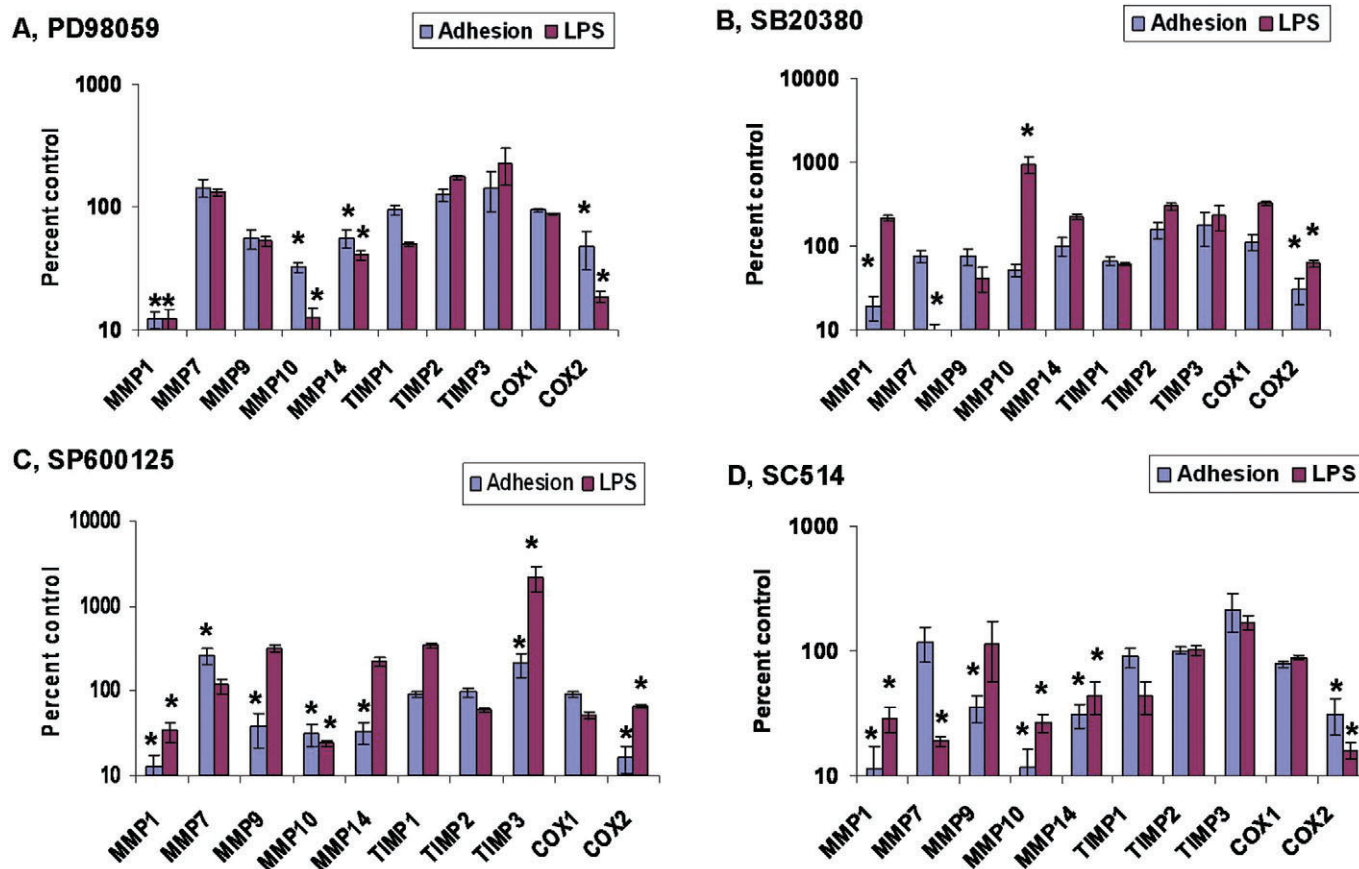 A, PD98059
Adhesion LPS
Percent control
1000
100
10
* * * * * * * *
MMP1 MMP7 MMP9 MMP10 MMP14 TIMP1 TIMP2 TIMP3 COX1 COX2
B, SB20380
Adhesion LPS
Percent control
10000
1000
100
10
* * * * *
MMP1 MMP7 MMP9 MMP10 MMP14 TIMP1 TIMP2 TIMP3 COX1 COX2
C, SP600125
Adhesion LPS
Percent control
10000
1000
100
10
* * * * * * * * * * *
MMP1 MMP7 MMP9 MMP10 MMP14 TIMP1 TIMP2 TIMP3 COX1 COX2
D, SC514
Adhesion LPS
Percent control
1000
100
10
* * * * * * * * * *
MMP1 MMP7 MMP9 MMP10 MMP14 TIMP1 TIMP2 TIMP3 COX1 COX2